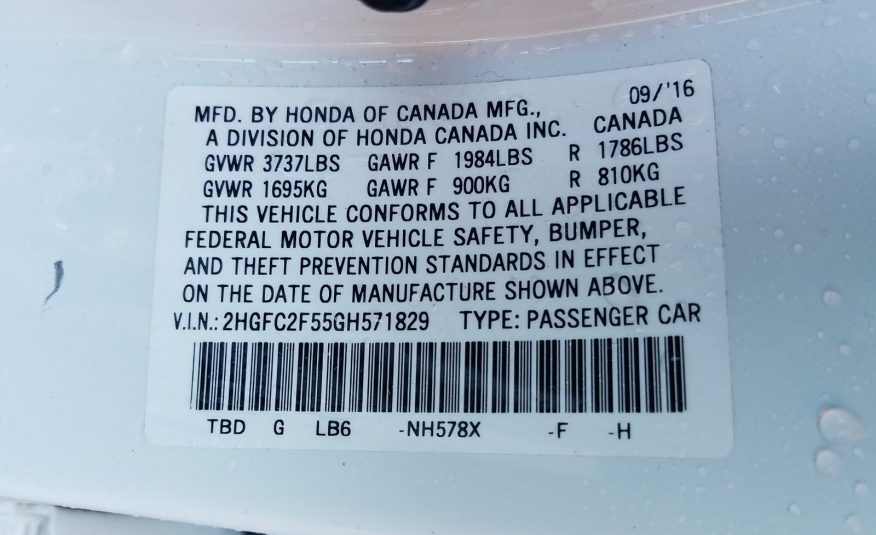 09/'16
MFD. BY HONDA OF CANADA MFG.,
A DIVISION OF HONDA CANADA INC. CANADA
GVWR 3737LBS GAWR F 1984LBS R 1786LBS
GVWR 1695KG GAWR F 900KG R 810KG
THIS VEHICLE CONFORMS TO ALL APPLICABLE
FEDERAL MOTOR VEHICLE SAFETY, BUMPER,
AND THEFT PREVENTION STANDARDS IN EFFECT
ON THE DATE OF MANUFACTURE SHOWN ABOVE.
V.I.N.: 2HGFC2F55GH571829 TYPE: PASSENGER CAR
TBD G LB6 -NH578X -F -H